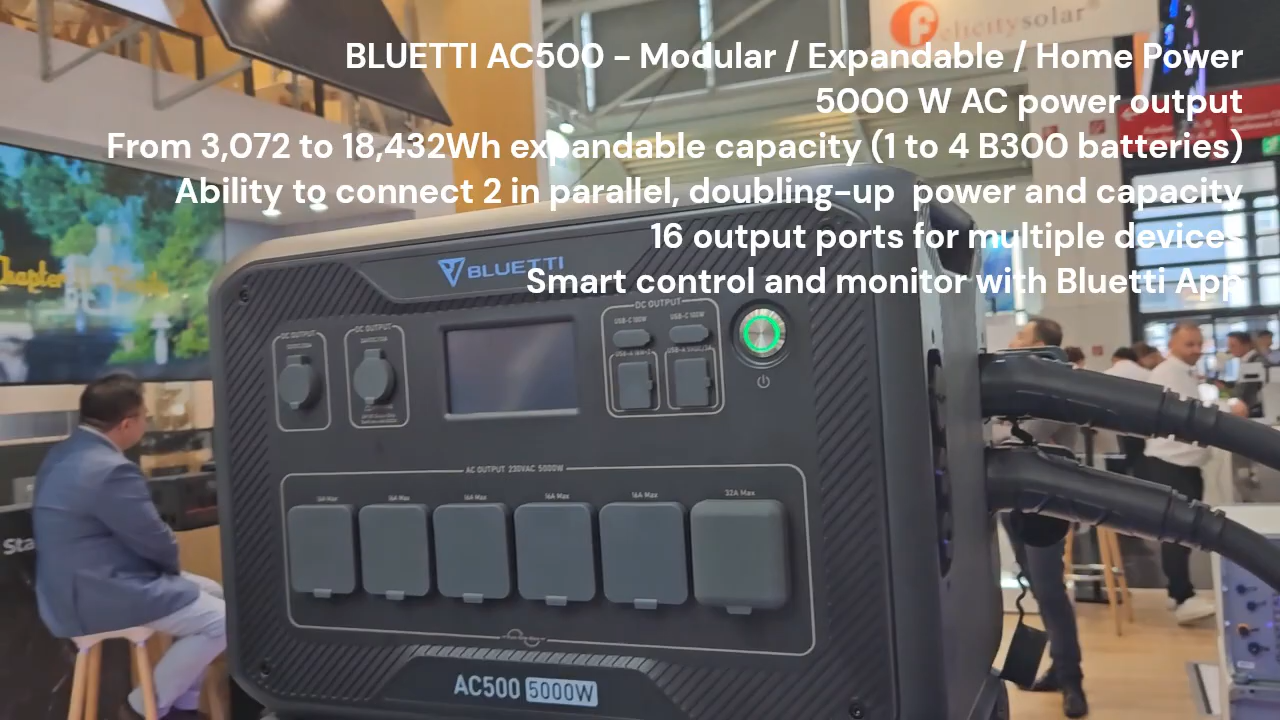 felicitysolar
BLUETTI AC500 – Modular / Expandable / Home Power
5000 W AC power output
From 3,072 to 18,432Wh expandable capacity (1 to 4 B300 batteries)
Ability to connect 2 in parallel, doubling-up  power and capacity
16 output ports for multiple devices
Smart control and monitor with Bluetti App
BLUETTI
DC OUTPUT
DC OUTPUT
DC OUTPUT
USB-C 100W
USB-C 100W
AC OUTPUT 230VAC 5000W
16A Max
16A Max
16A Max
16A Max
16A Max
32A Max
Sta
AC500 5000W